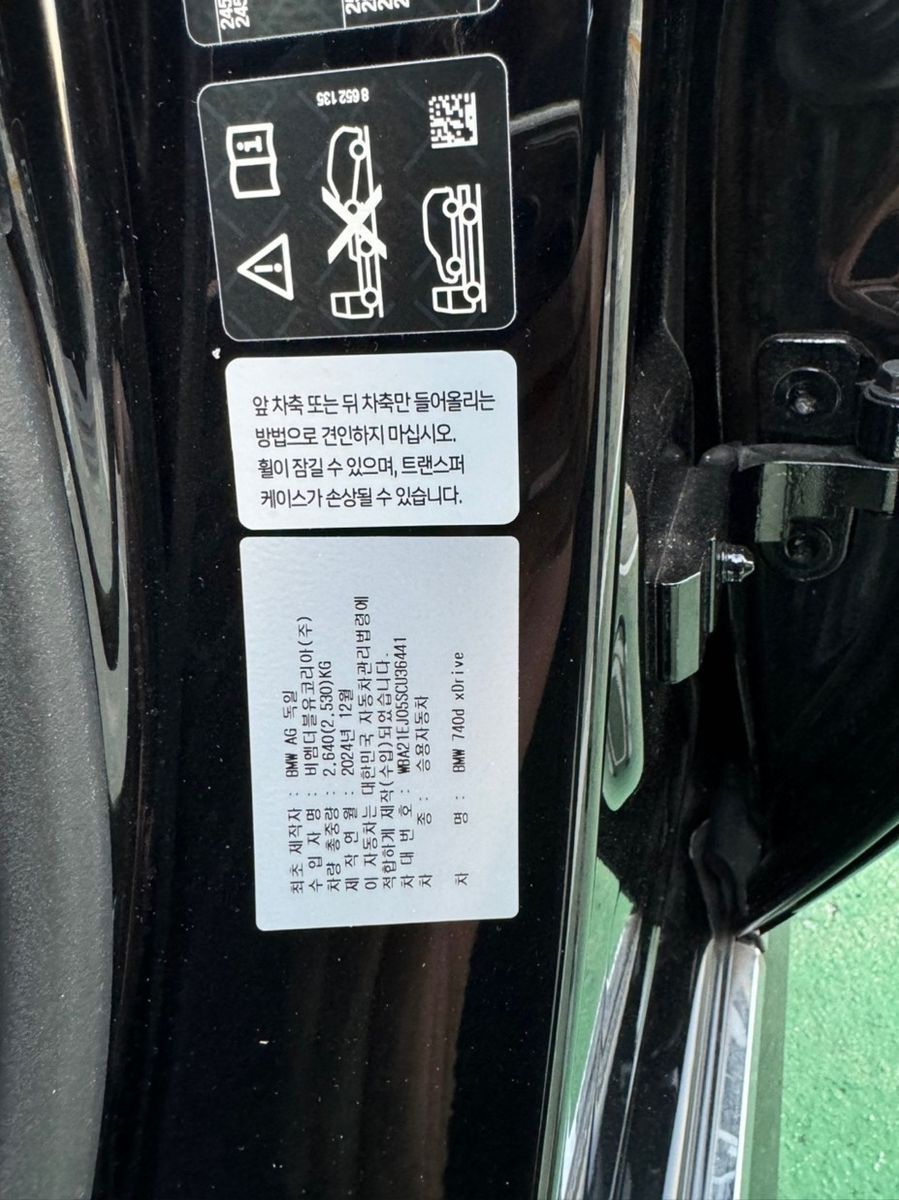 245
245
8 652 135
앞 차축 또는 뒤 차축만 들어올리는
방법으로 견인하지 마십시오.
휠이 잠길 수 있으며, 트랜스퍼
케이스가 손상될 수 있습니다.
최초 제작자 : BMW AG 독일
수 입 자 명 : 비엠더블유코리아(주)
차량 총중량 : 2,640(2,530)KG
제 작 연 월 : 2024년 12월
이 자동차는 대한민국 자동차관리법령에
적합하게 제작(수입)되었습니다.
차 대 번 호 : WBA21EJ05SCU36441
차 종 : 승용자동차
차 명 : BMW 740d xDrive